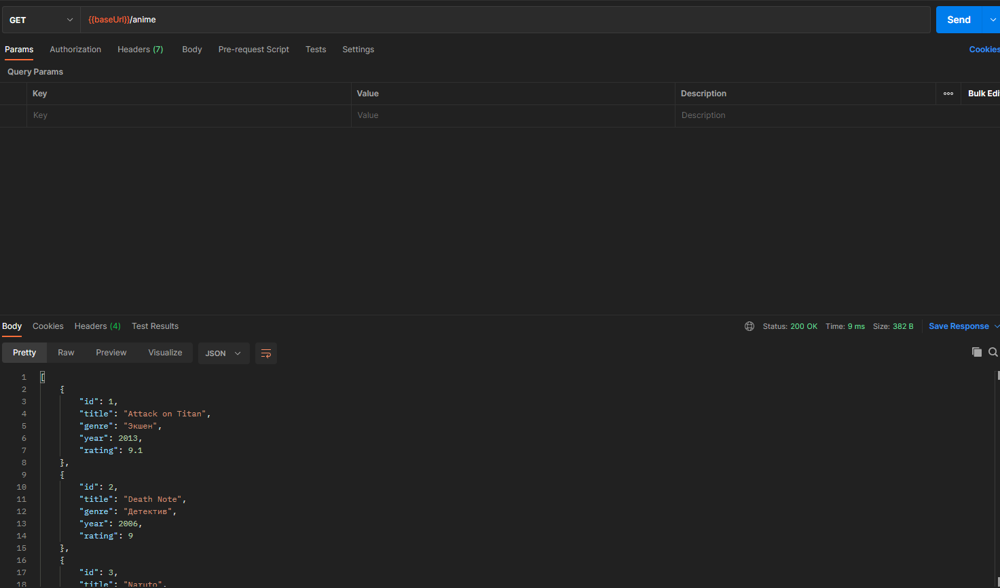 GET {{baseUrl}}/anime Send
Params Authorization Headers (7) Body Pre-request Script Tests Settings Cookies
Query Params
Key Value Description Bulk Edi
Key Value Description
Body Cookies Headers (4) Test Results Status: 200 OK Time: 9 ms Size: 382 B Save Response
Pretty Raw Preview Visualize JSON
1 [
2 {
3 "id": 1,
4 "title": "Attack on Titan",
5 "genre": "Экшен",
6 "year": 2013,
7 "rating": 9.1
8 },
9 {
10 "id": 2,
11 "title": "Death Note",
12 "genre": "Детектив",
13 "year": 2006,
14 "rating": 9
15 },
16 {
17 "id": 3,
18 "title": "Naruto",